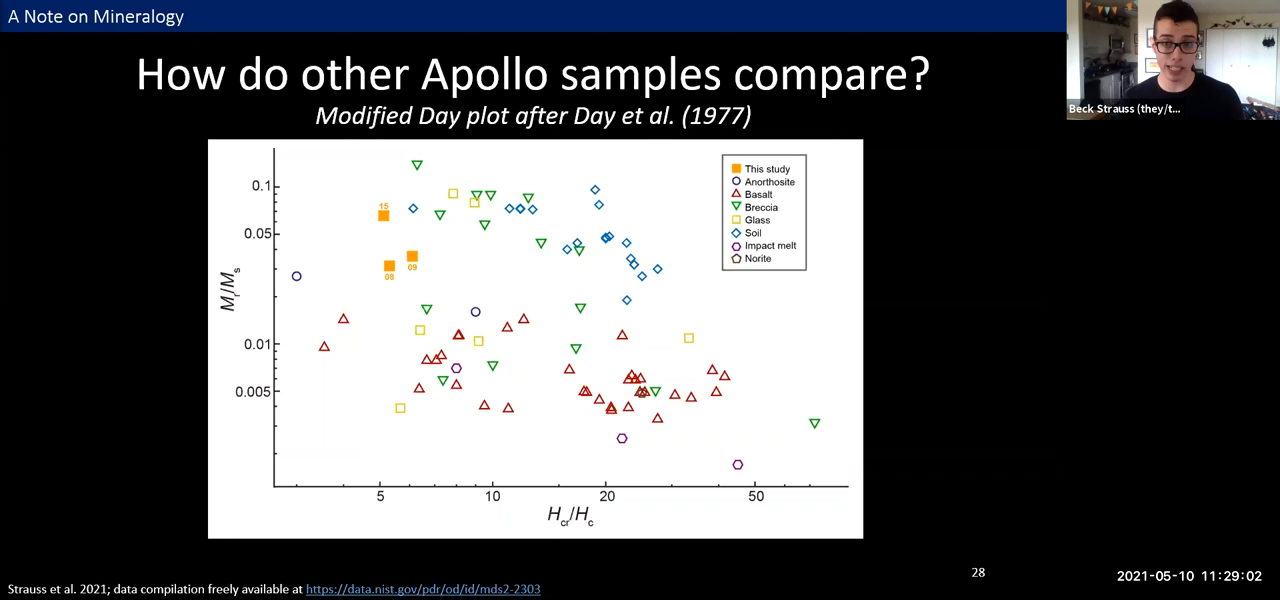 A Note on Mineralogy
How do other Apollo samples compare?
Modified Day plot after Day et al. (1977)
Beck Strauss (they/t...
This study
Anorthosite
Basalt
Breccia
Glass
Soil
Impact melt
Norite
0.1
0.05
0.01
0.005
Mr/Ms
15
09
08
5 10 20 50
Hcr/Hc
28
2021-05-10 11:29:02
Strauss et al. 2021; data compilation freely available at https://data.nist.gov/pdr/od/id/mds2-2303